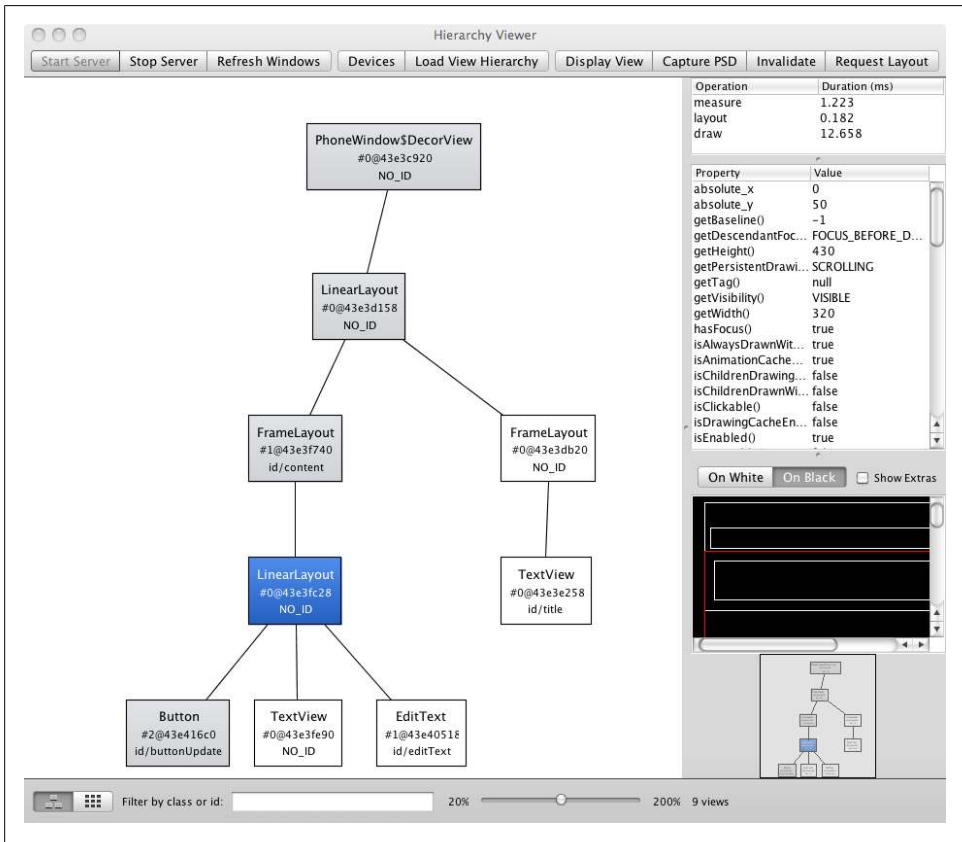 Hierarchy Viewer
Start Server Stop Server Refresh Windows Devices Load View Hierarchy Display View Capture PSD Invalidate Request Layout
PhoneWindow$DecorView
#0@43e3c920
NO_ID
LinearLayout
#0@43e3d158
NO_ID
FrameLayout
#1@43e3f740
id/content
FrameLayout
#0@43e3db20
NO_ID
LinearLayout
#0@43e3fc28
NO_ID
TextView
#0@43e3e258
id/title
Button
#2@43e416c0
id/buttonUpdate
TextView
#0@43e3fe90
NO_ID
EditText
#1@43e40518
id/editText
Operation Duration (ms)
measure 1.223
layout 0.182
draw 12.658
Property Value
absolute_x 0
absolute_y 50
getBaseline() -1
getDescendantFoc... FOCUS_BEFORE_D...
getHeight() 430
getPersistentDrawi... SCROLLING
getTag() null
getVisibility() VISIBLE
getWidth() 320
hasFocus() true
isAlwaysDrawnWit... true
isAnimationCache... true
isChildrenDrawing... false
isChildrenDrawnWi... false
isClickable() false
isDrawingCacheEn... false
isEnabled() true
On White On Black Show Extras
Filter by class or id: 20% 200% 9 views